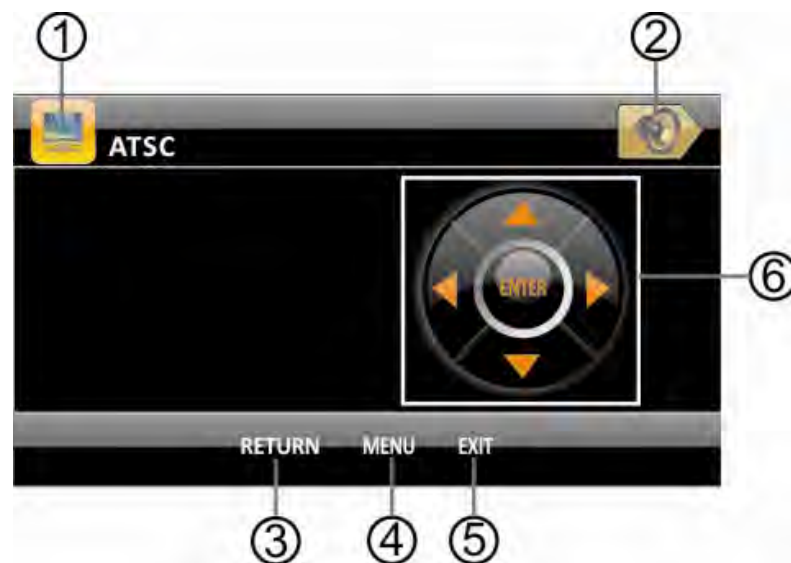 ① ②
ATSC
ENTER
⑥
RETURN MENU EXIT
③ ④ ⑤